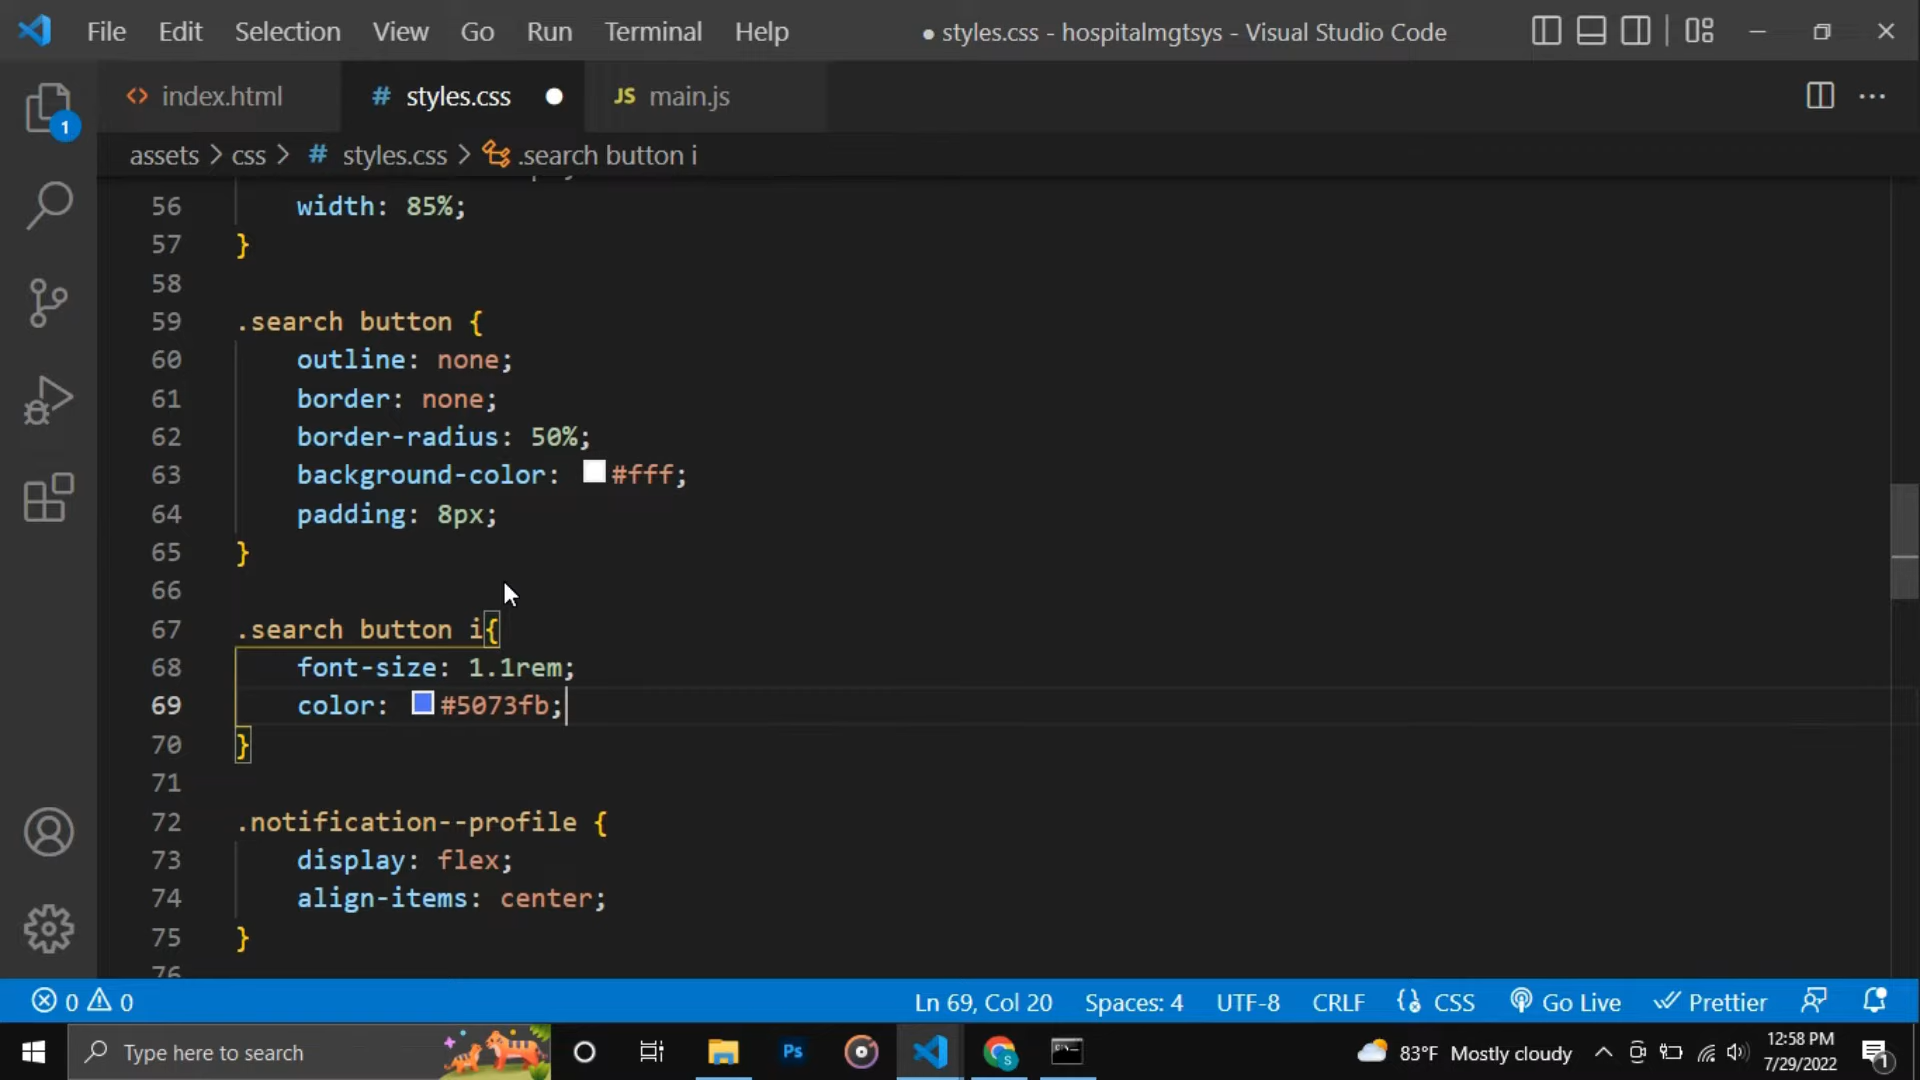 File Edit Selection View Go Run Terminal Help ● styles.css - hospitalmgtsys - Visual Studio Code
<> index.html # styles.css ● JS main.js ...
1
assets > css > # styles.css > .search button i
56 width: 85%;
57 }
58
59 .search button {
60 outline: none;
61 border: none;
62 border-radius: 50%;
63 background-color: #fff;
64 padding: 8px;
65 }
66
67 .search button i{
68 font-size: 1.1rem;
69 color: #5073fb;
70 }
71
72 .notification--profile {
73 display: flex;
74 align-items: center;
75 }
76
0 0 Ln 69, Col 20 Spaces: 4 UTF-8 CRLF CSS Go Live Prettier
Type here to search Ps S 83°F Mostly cloudy 12:58 PM
7/29/2022 1